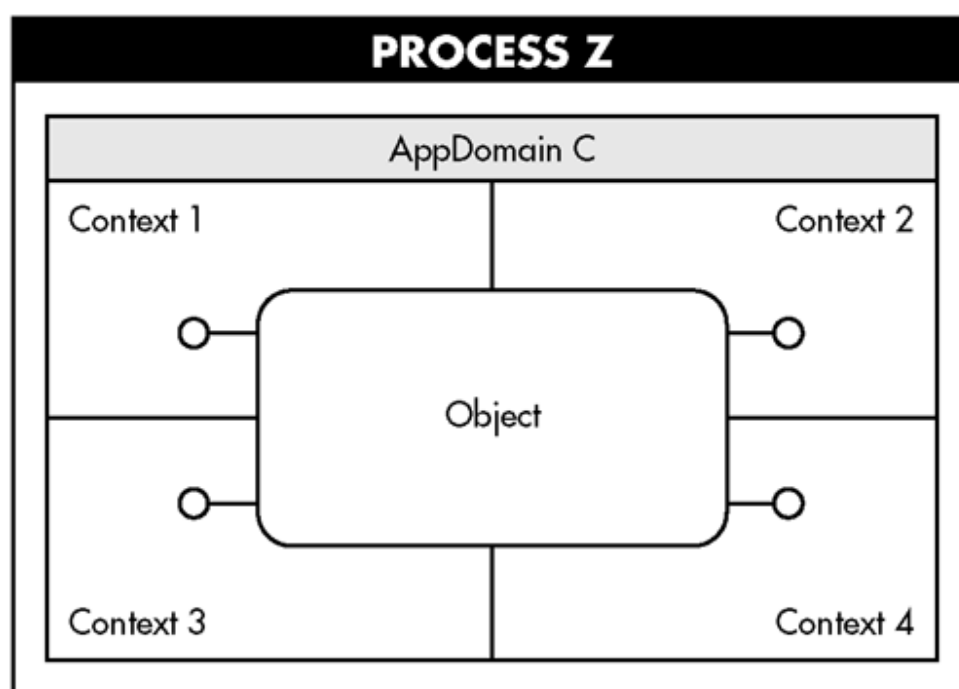 PROCESS Z
AppDomain C
Context 1
Context 2
Object
Context 3
Context 4